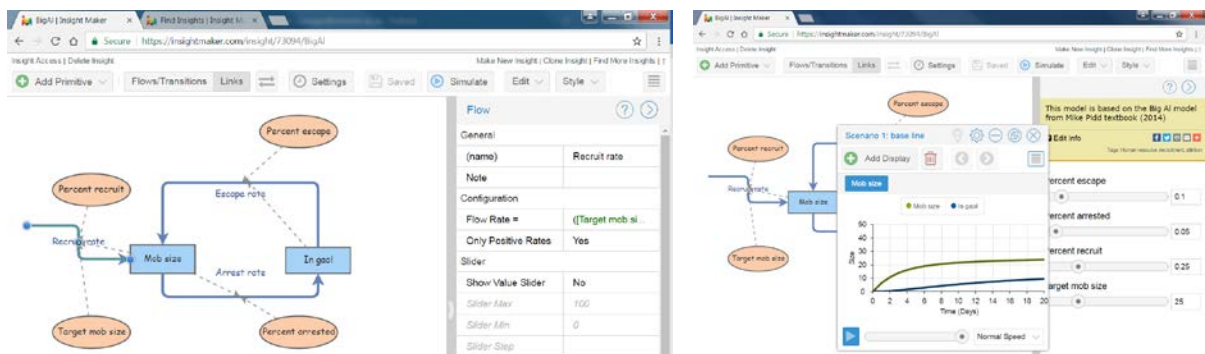 BigAl | Insight Maker
Find Insights | Insight M
Secure | https://insightmaker.com/insight/73094/BigAl
Insight Access | Delete Insight
Make New Insight | Clone Insight | Find More Insights |
Add Primitive
Flows/Transitions
Links
Settings
Saved
Simulate
Edit
Style
Percent escape
Percent recruit
Escape rate
Recruit rate
Mob size
In gaol
Arrest rate
Target mob size
Percent arrested
Flow
General
(name) Recruit rate
Note
Configuration
Flow Rate = ([Target mob si...
Only Positive Rates Yes
Slider
Show Value Slider No
Slider Max 100
Slider Min 0
Slider Step
BigAl | Insight Maker
Secure | https://insightmaker.com/insight/73094/BigAl
Insight Access | Delete Insight
Make New Insight | Clone Insight | Find More Insights |
Add Primitive
Flows/Transitions
Links
Settings
Saved
Simulate
Edit
Style
Percent escape
Percent recruit
Mob size
Target mob size
Scenario 1: base line
Add Display
Mob size
Mob size
In gaol
Size
50
40
30
20
10
0
0 2 4 6 8 10 12 14 16 18 20
Time (Days)
Normal Speed
This model is based on the Big Al model
from Mike Pidd textbook (2014)
Edit Info
ercent escape
0.1
ercent arrested
0.05
ercent recruit
0.25
arget mob size
25